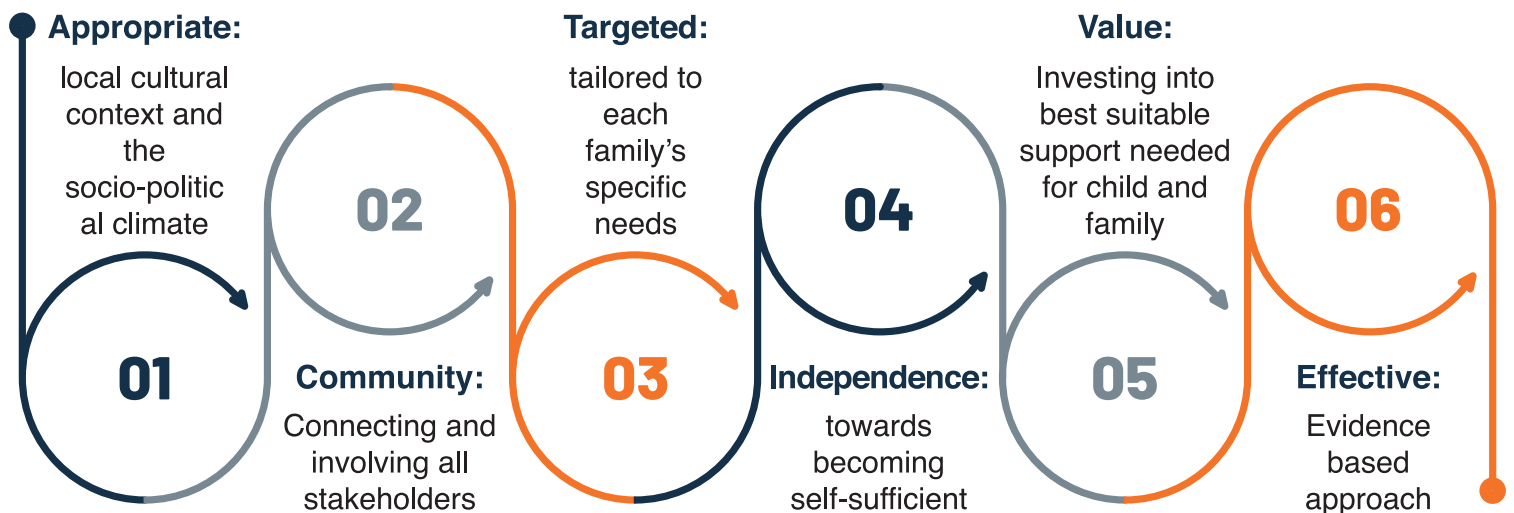 Appropriate:
local cultural
context and
the
socio-politic
al climate
01
02
Community:
Connecting and
involving all
stakeholders
Targeted:
tailored to
each
family’s
specific
needs
03
04
Independence:
towards
becoming
self-sufficient
Value:
Investing into
best suitable
support needed
for child and
family
05
06
Effective:
Evidence
based
approach